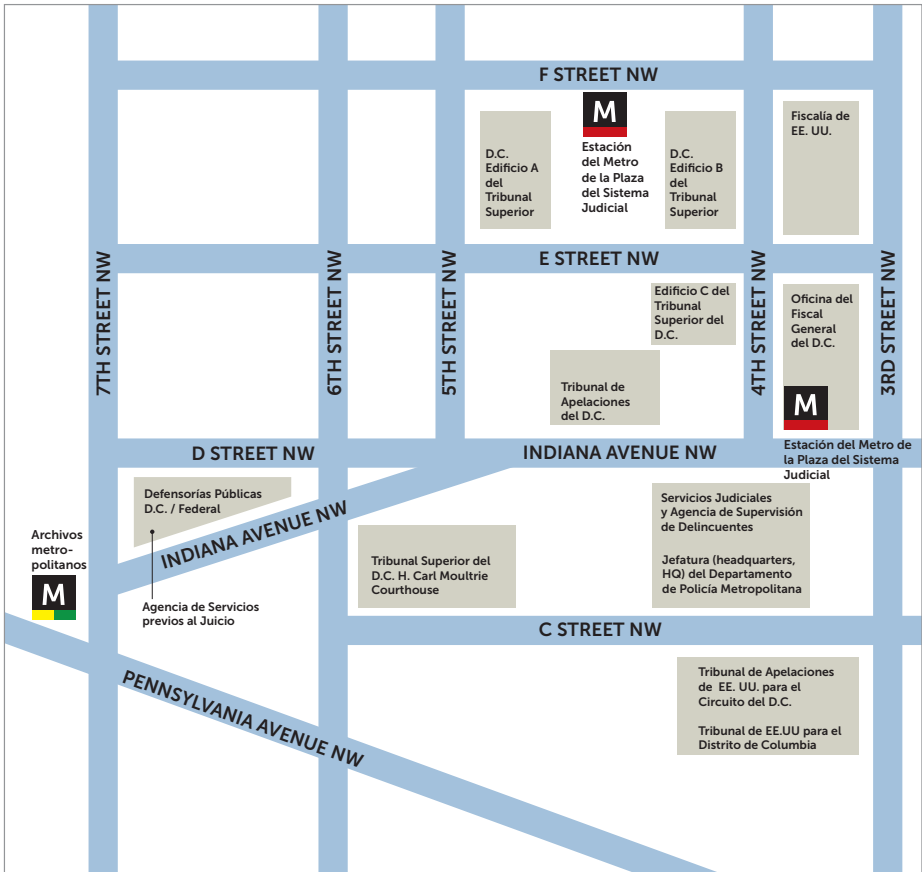 F STREET NW
M
Estación
del Metro
de la Plaza
del Sistema
Judicial
D.C.
Edificio A
del
Tribunal
Superior
D.C.
Edificio B
del
Tribunal
Superior
Fiscalía de
EE. UU.
E STREET NW
7TH STREET NW
6TH STREET NW
5TH STREET NW
4TH STREET NW
3RD STREET NW
Edificio C del
Tribunal
Superior del
D.C.
Oficina del
Fiscal
General
del D.C.
Tribunal de
Apelaciones
del D.C.
M
Estación del Metro de
la Plaza del Sistema
Judicial
D STREET NW
INDIANA AVENUE NW
Defensorías Públicas
D.C. / Federal
INDIANA AVENUE NW
Servicios Judiciales
y Agencia de Supervisión
de Delincuentes
Jefatura (headquarters,
HQ) del Departamento
de Policía Metropolitana
Archivos
metro-
politanos
M
Agencia de Servicios
previos al Juicio
Tribunal Superior del
D.C. H. Carl Moultrie
Courthouse
C STREET NW
PENNSYLVANIA AVENUE NW
Tribunal de Apelaciones
de EE. UU. para el
Circuito del D.C.
Tribunal de EE.UU para el
Distrito de Columbia